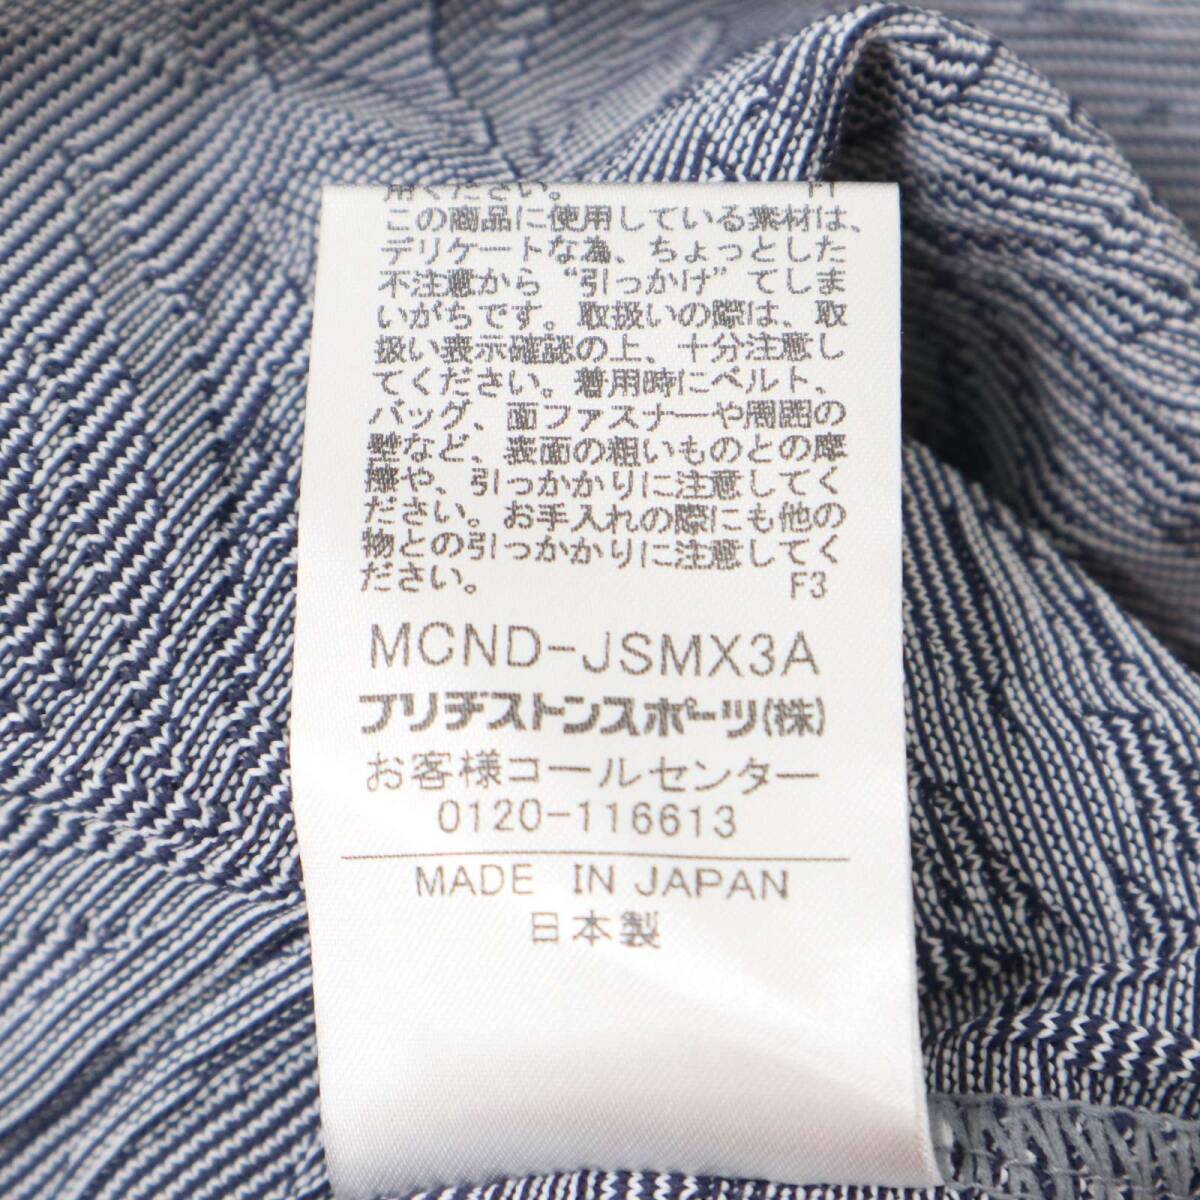 用ください。 F1
この商品に使用している素材は、
デリケートな為、ちょっとした
不注意から“引っかけ”てしま
いがちです。取扱いの際は、取
扱い表示確認の上、十分注意し
てください。着用時にベルト、
バッグ、面ファスナーや周囲の
壁など、表面の粗いものとの摩
擦や、引っかかりに注意してく
ださい。お手入れの際にも他の
物との引っかかりに注意してく
ださい。 F3
MCND-JSMX3A
ブリヂストンスポーツ(株)
お客様コールセンター
0120-116613
MADE IN JAPAN
日本製